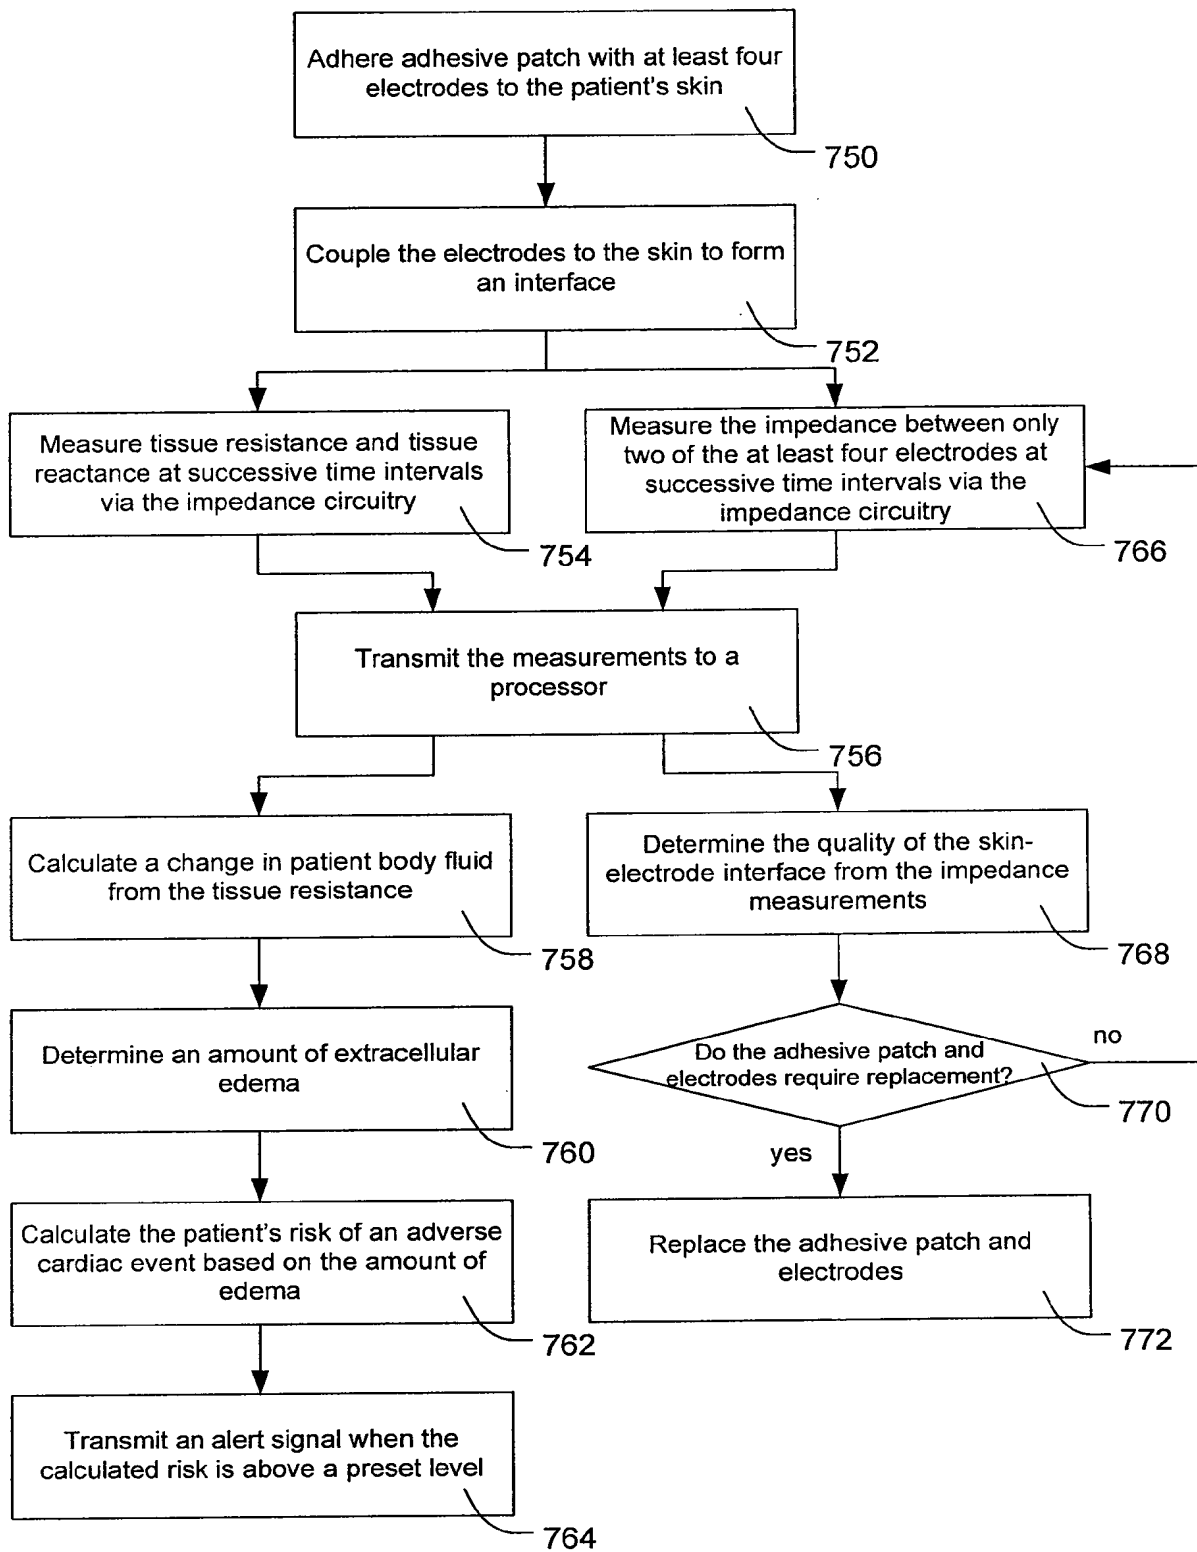 Adhere adhesive patch with at least four
electrodes to the patient's skin
750
Couple the electrodes to the skin to form
an interface
752
Measure tissue resistance and tissue
reactance at successive time intervals
via the impedance circuitry
754
Measure the impedance between only
two of the at least four electrodes at
successive time intervals via the
impedance circuitry
766
Transmit the measurements to a
processor
756
Calculate a change in patient body fluid
from the tissue resistance
758
Determine the quality of the skin-
electrode interface from the impedance
measurements
768
Determine an amount of extracellular
edema
760
Do the adhesive patch and
electrodes require replacement?
no
770
yes
Calculate the patient's risk of an adverse
cardiac event based on the amount of
edema
762
Replace the adhesive patch and
electrodes
772
Transmit an alert signal when the
calculated risk is above a preset level
764